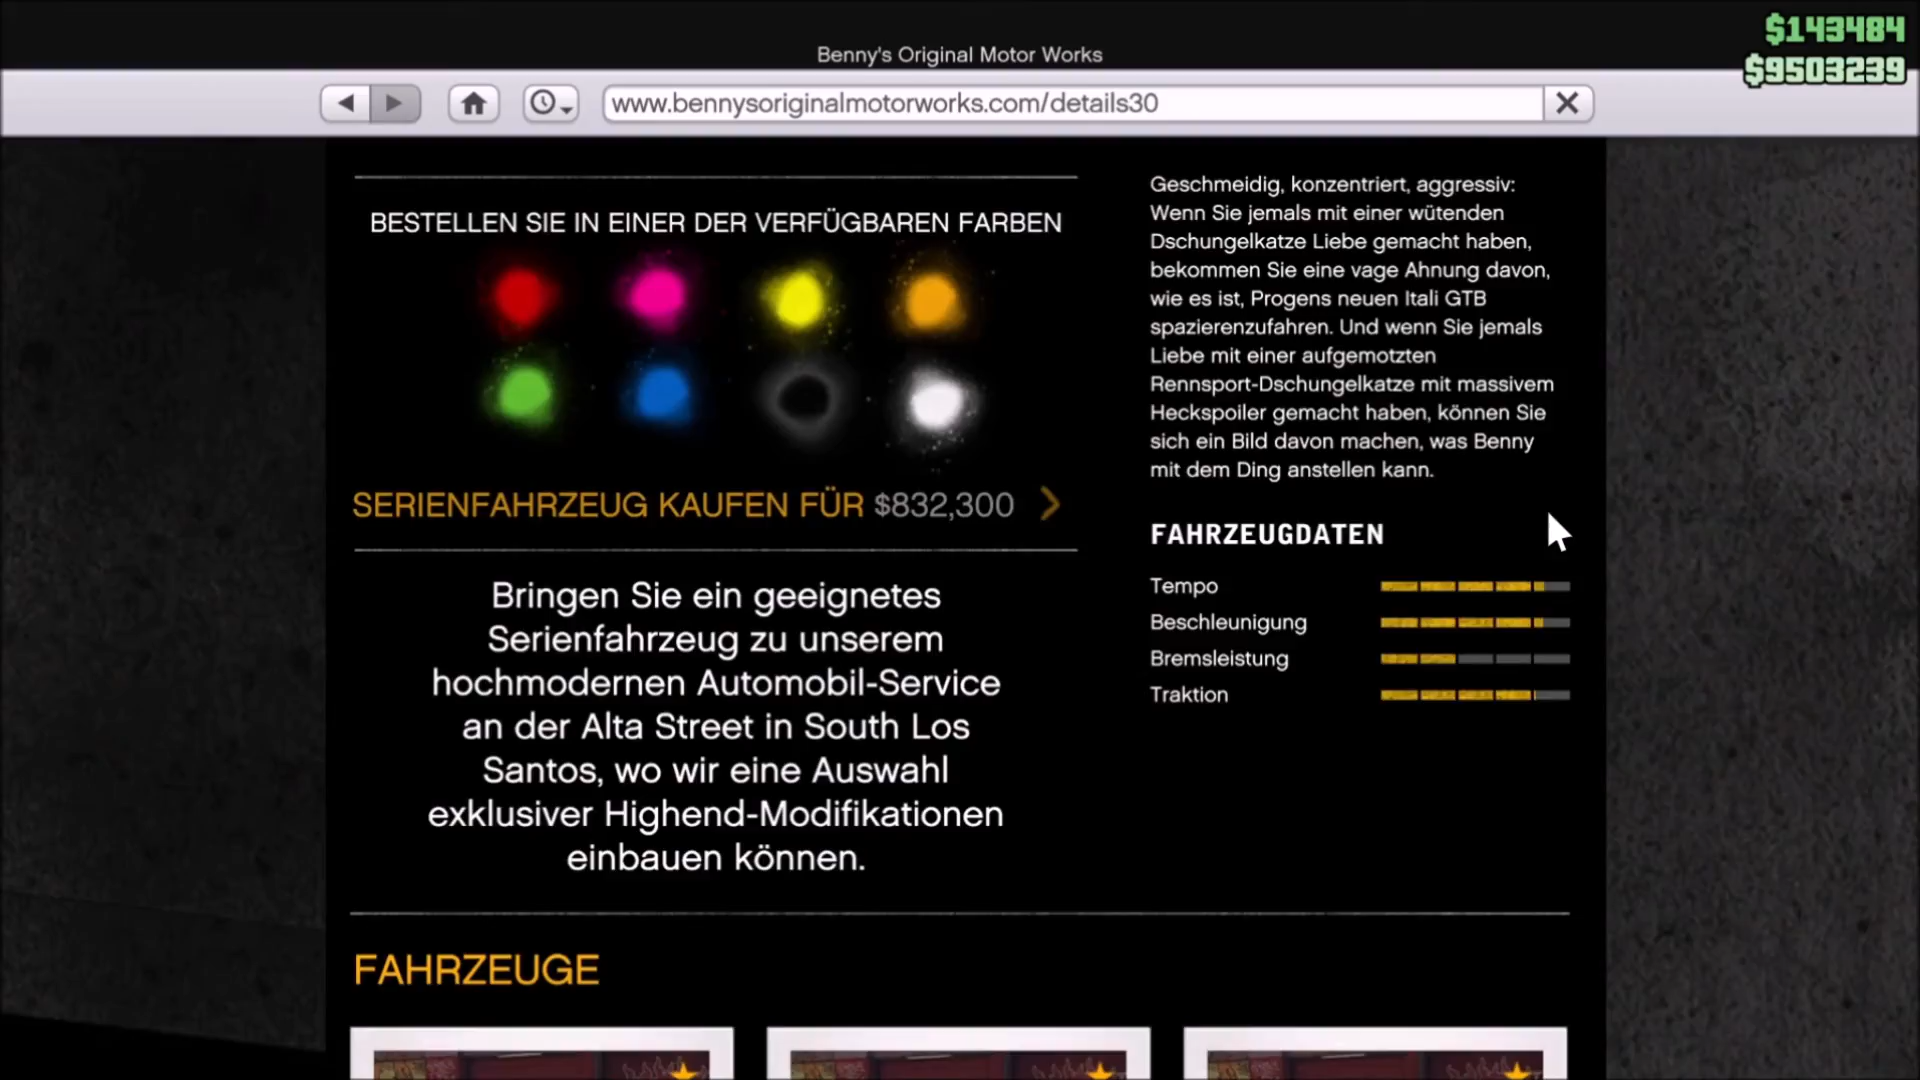 $143484
$9503239
Benny's Original Motor Works
www.bennysoriginalmotorworks.com/details30
BESTELLEN SIE IN EINER DER VERFÜGBAREN FARBEN
SERIENFAHRZEUG KAUFEN FÜR $832,300
Bringen Sie ein geeignetes
Serienfahrzeug zu unserem
hochmodernen Automobil-Service
an der Alta Street in South Los
Santos, wo wir eine Auswahl
exklusiver Highend-Modifikationen
einbauen können.
Geschmeidig, konzentriert, aggressiv:
Wenn Sie jemals mit einer wütenden
Dschungelkatze Liebe gemacht haben,
bekommen Sie eine vage Ahnung davon,
wie es ist, Progens neuen Itali GTB
spazierenzufahren. Und wenn Sie jemals
Liebe mit einer aufgemotzten
Rennsport-Dschungelkatze mit massivem
Heckspoiler gemacht haben, können Sie
sich ein Bild davon machen, was Benny
mit dem Ding anstellen kann.
FAHRZEUGDATEN
Tempo
Beschleunigung
Bremsleistung
Traktion
FAHRZEUGE